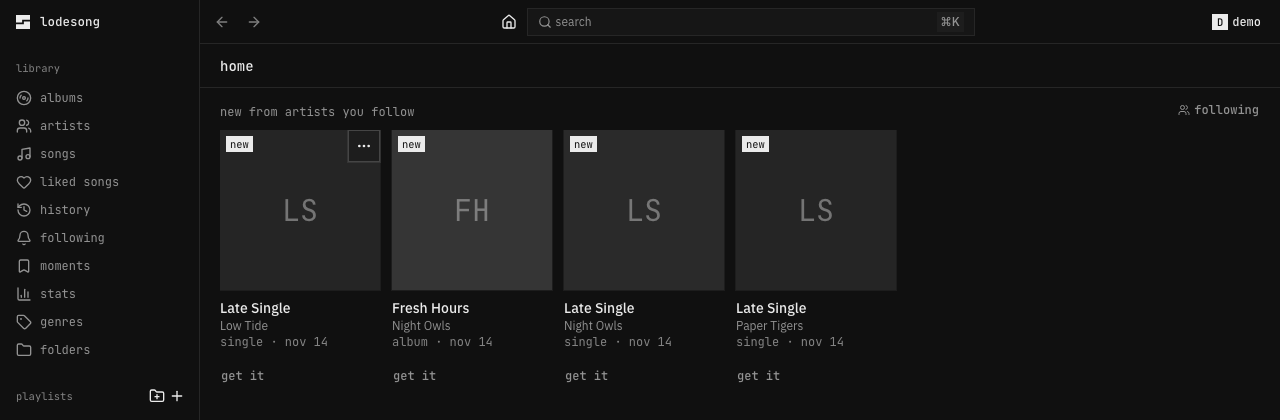 lodesong
search
⌘K
D demo
library
albums
artists
songs
liked songs
history
following
moments
stats
genres
folders
playlists
home
new from artists you follow
following
new
LS
Late Single
Low Tide
single · nov 14
get it
new
FH
Fresh Hours
Night Owls
album · nov 14
get it
new
LS
Late Single
Night Owls
single · nov 14
get it
new
LS
Late Single
Paper Tigers
single · nov 14
get it